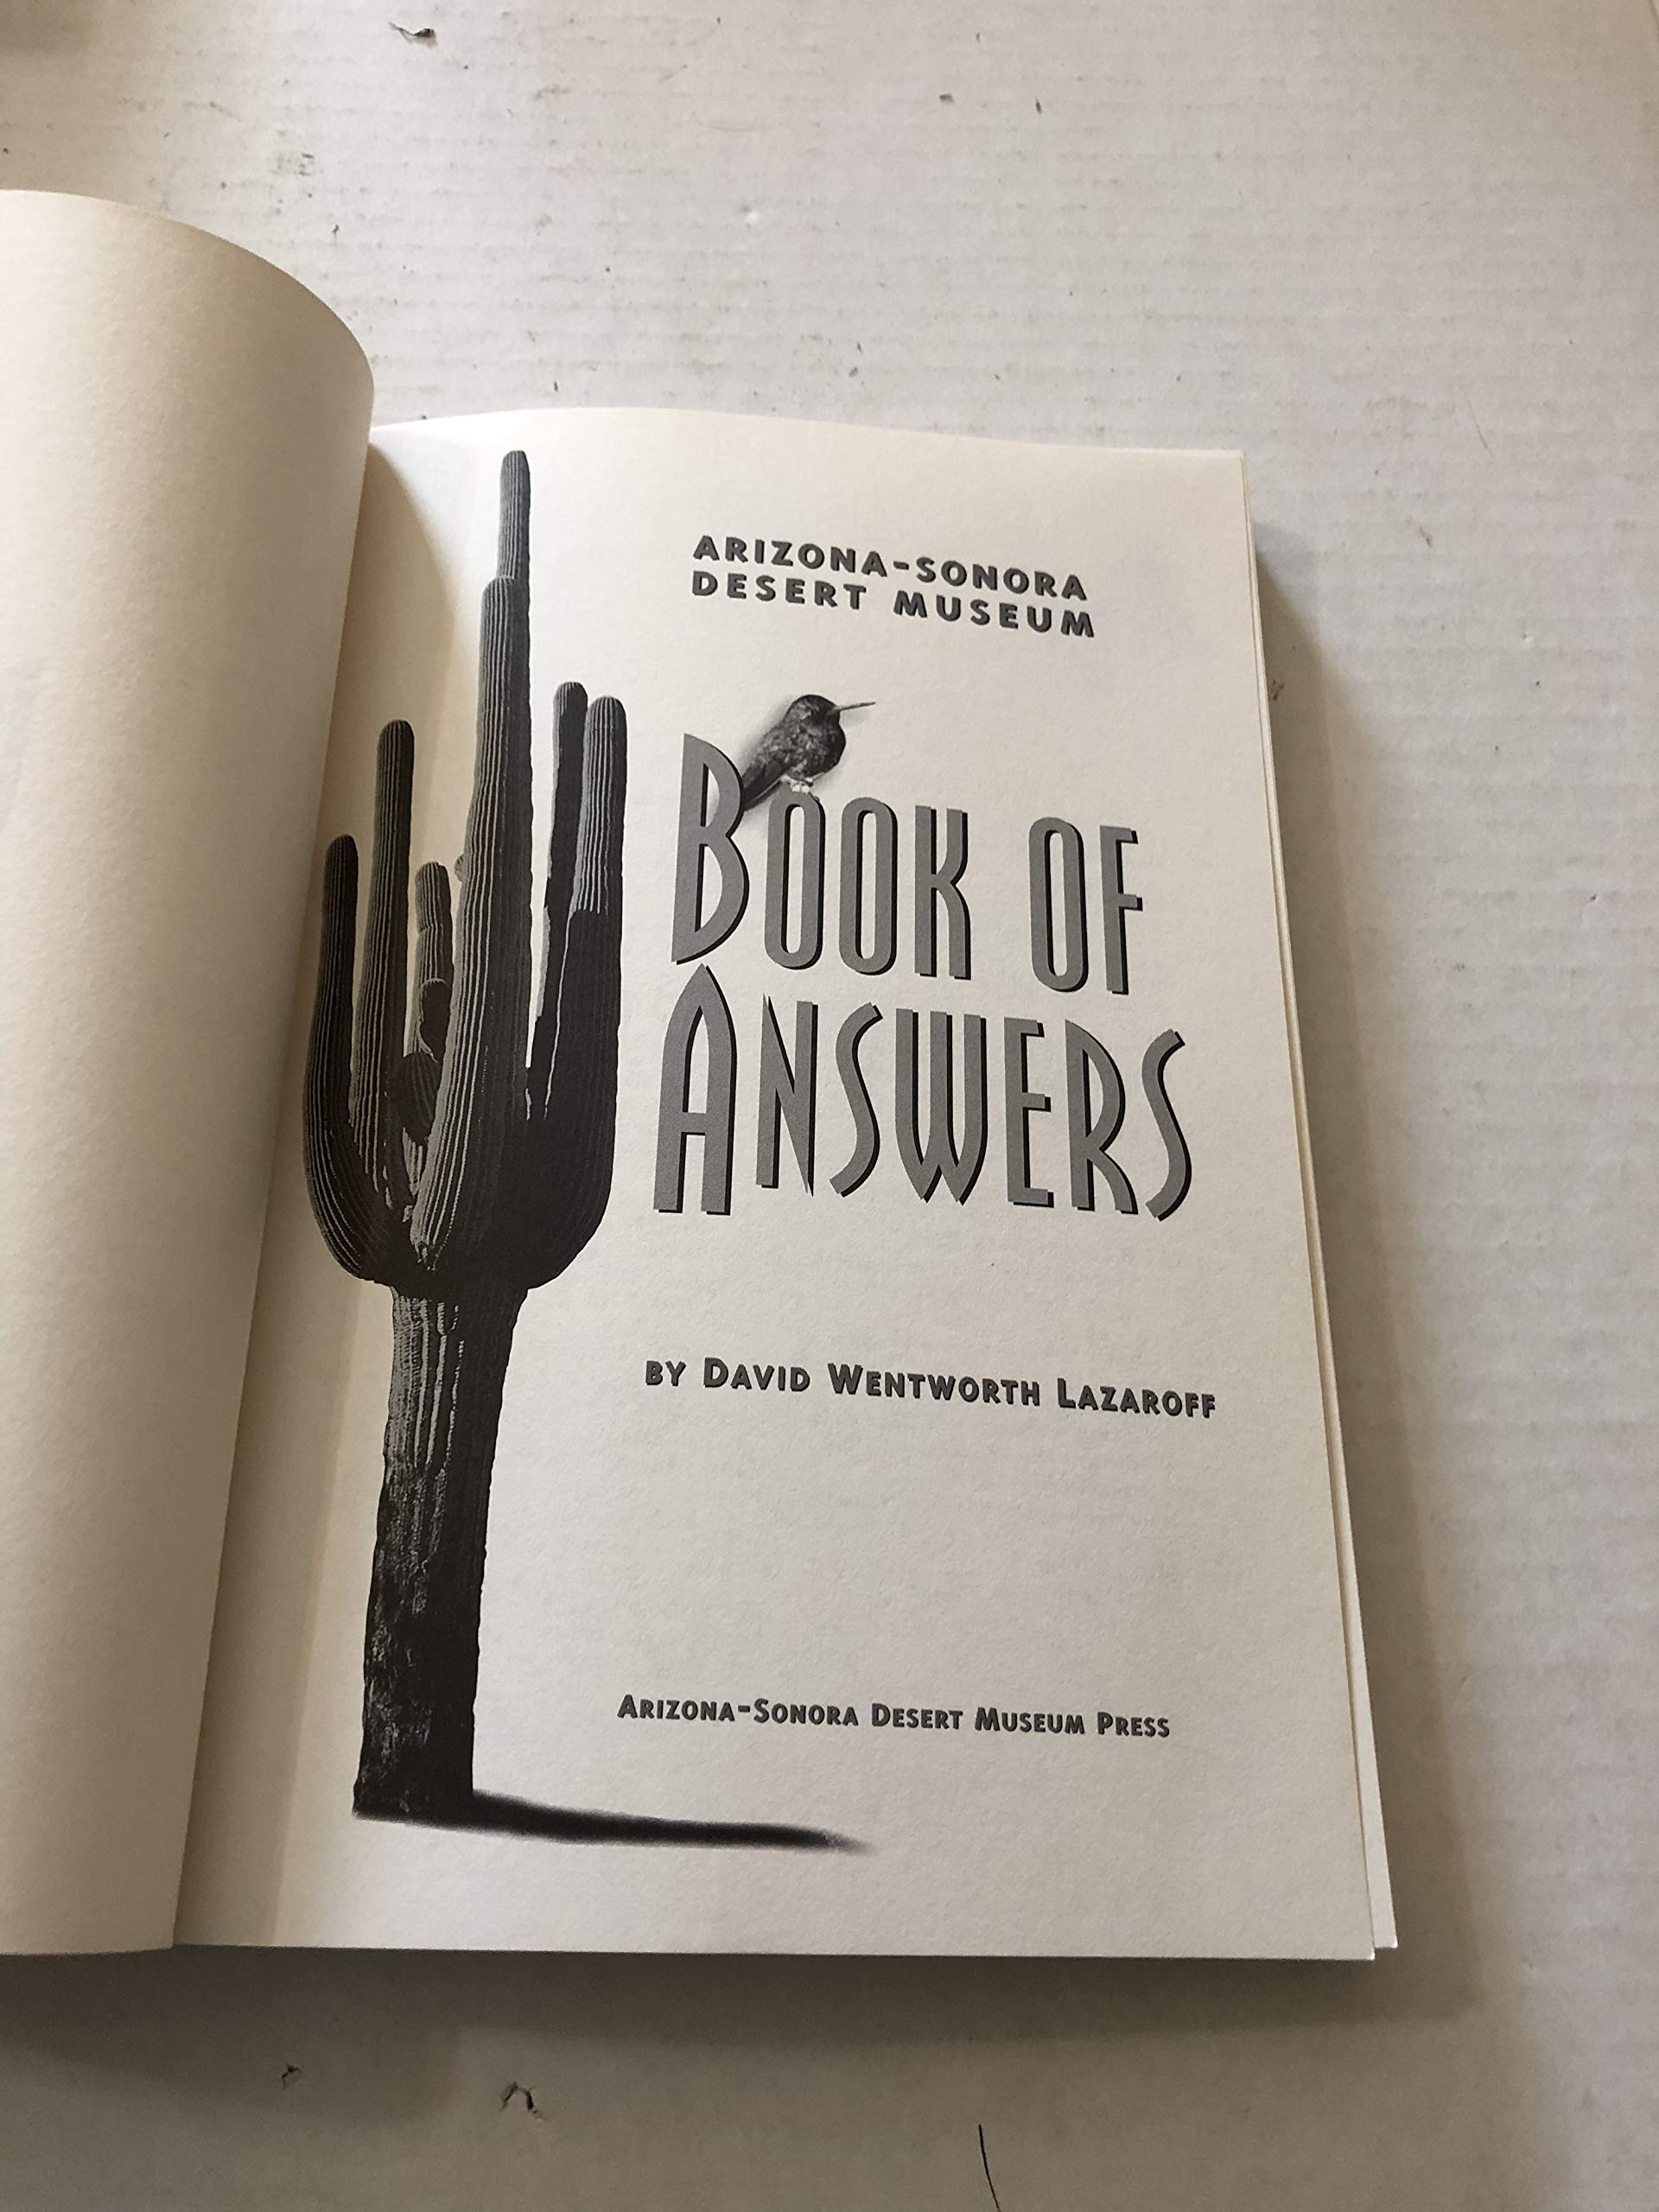 ARIZONA-SONORA
DESERT MUSEUM
BOOK OF
ANSWERS
BY DAVID WENTWORTH LAZAROFF
ARIZONA-SONORA DESERT MUSEUM PRESS